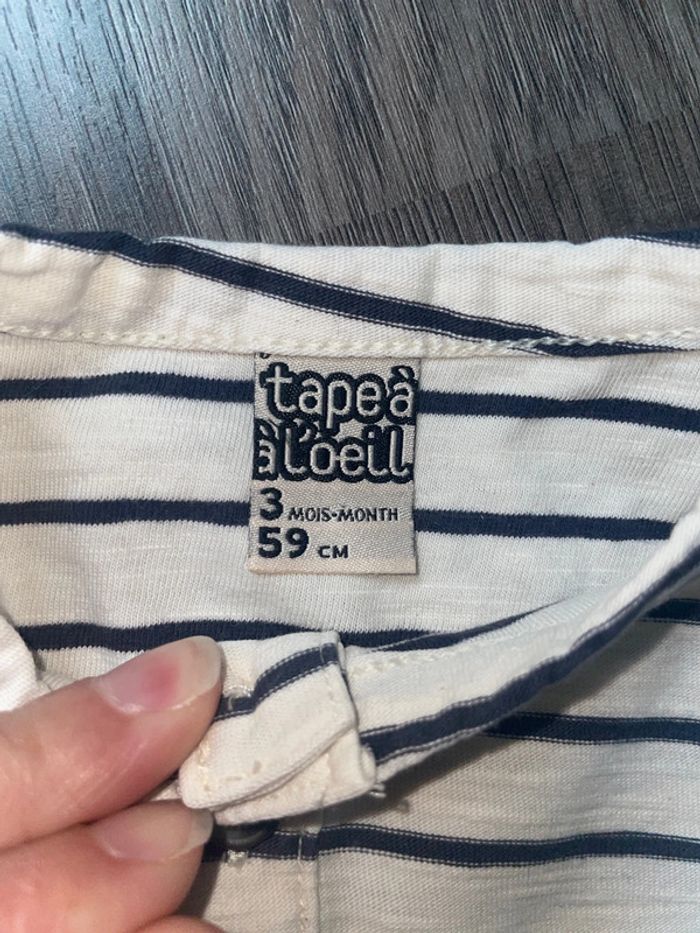 tapeà
àl'oeil
3 MOIS-MONTH
59 CM